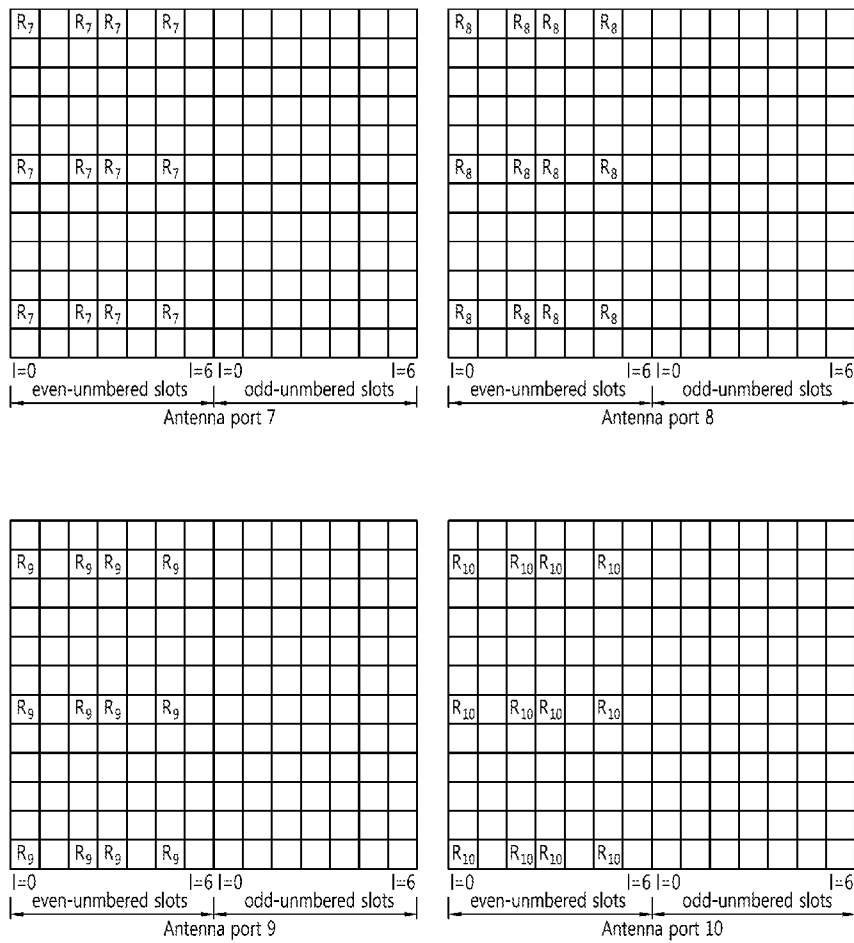 R7 R7 R7 R7 R8 R8 R8 R8
R7 R7 R7 R7 R8 R8 R8 R8
R7 R7 R7 R7 R8 R8 R8 R8
l=0 l=6 l=0 l=6 l=0 l=6 l=0 l=6
even-unmbered slots odd-unmbered slots even-unmbered slots odd-unmbered slots
Antenna port 7 Antenna port 8
R9 R9 R9 R9 R10 R10 R10 R10
R9 R9 R9 R9 R10 R10 R10 R10
R9 R9 R9 R9 R10 R10 R10 R10
l=0 l=6 l=0 l=6 l=0 l=6 l=0 l=6
even-unmbered slots odd-unmbered slots even-unmbered slots odd-unmbered slots
Antenna port 9 Antenna port 10